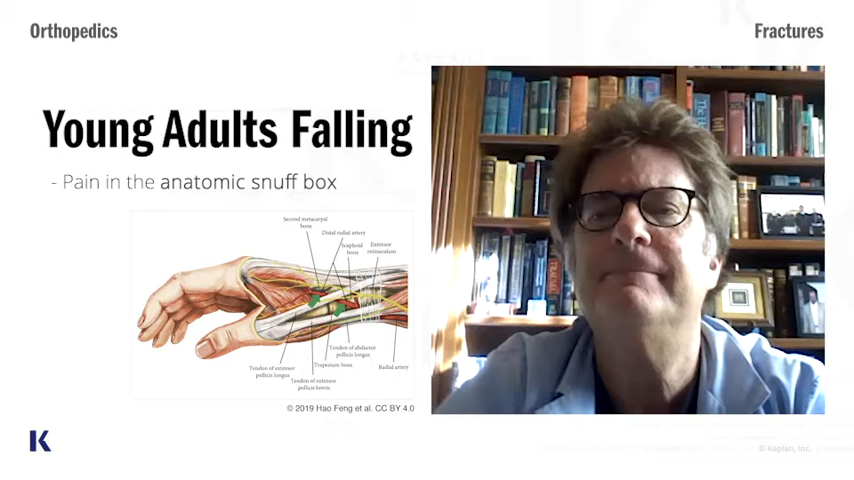 Orthopedics
Fractures
Young Adults Falling
- Pain in the anatomic snuff box
Second metacarpal
bone
Distal radial artery
Scaphoid
bone
Extensor
retinaculum
Tendon of abductor
pollicis longus
Trapezium bone
Radial artery
Tendon of extensor
pollicis longus
Tendon of extensor
pollicis brevis
© 2019 Hao Feng et al. CC BY 4.0
K
© Kaplan, Inc.